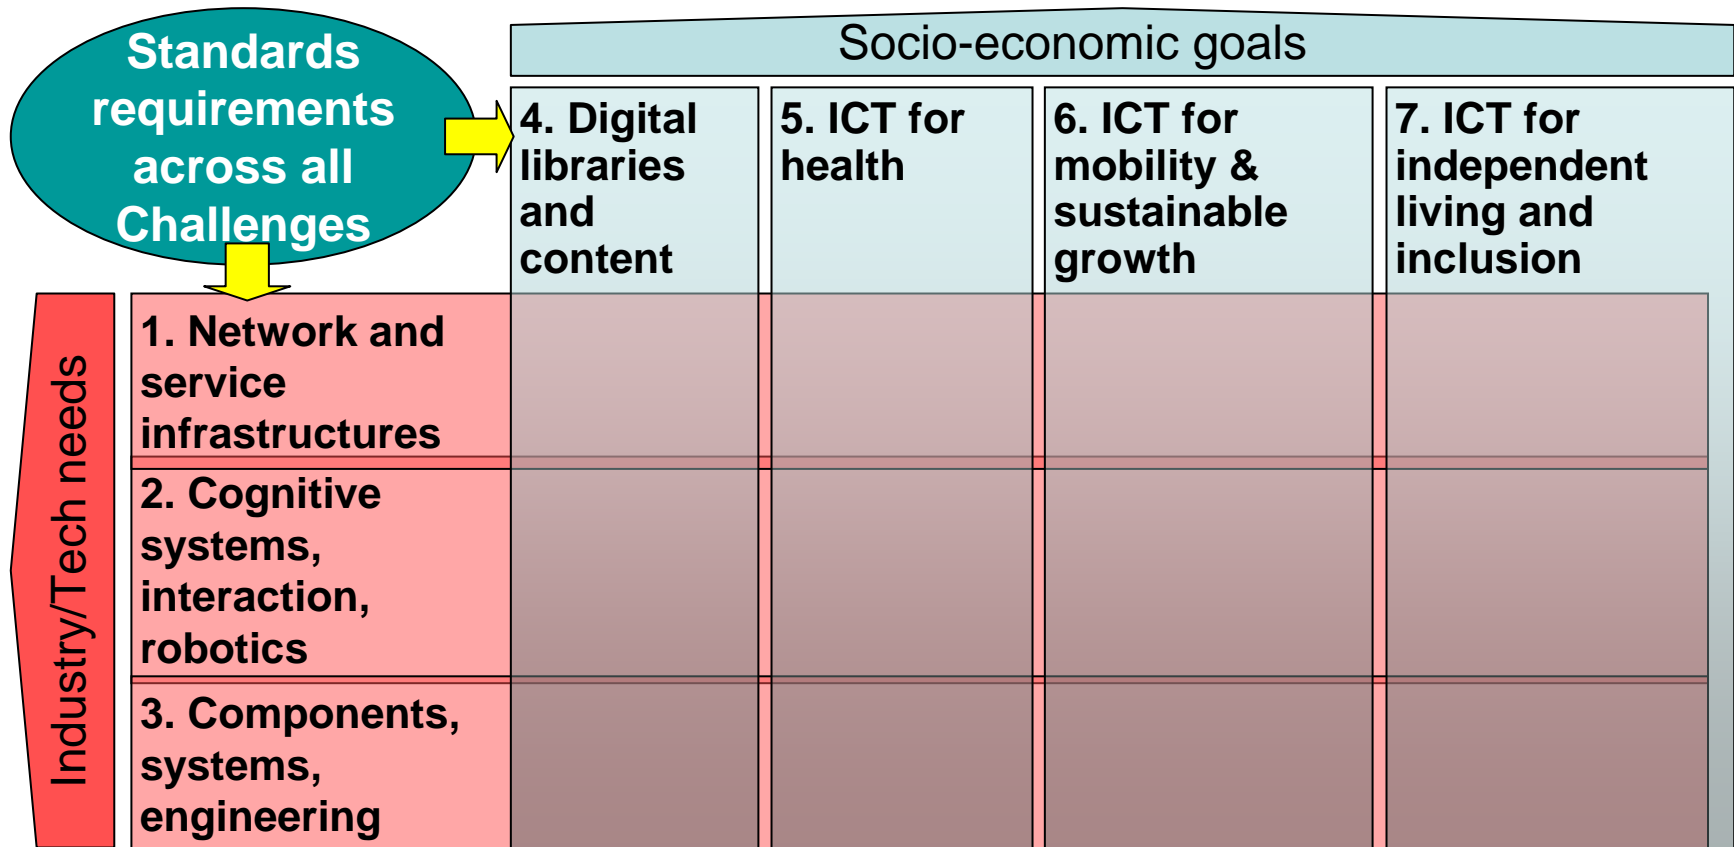 Standards
requirements
across all
Challenges
Socio-economic goals
4. Digital
libraries
and
content
5. ICT for
health
6. ICT for
mobility &
sustainable
growth
7. ICT for
independent
living and
inclusion
Industry/Tech needs
1. Network and
service
infrastructures
2. Cognitive
systems,
interaction,
robotics
3. Components,
systems,
engineering